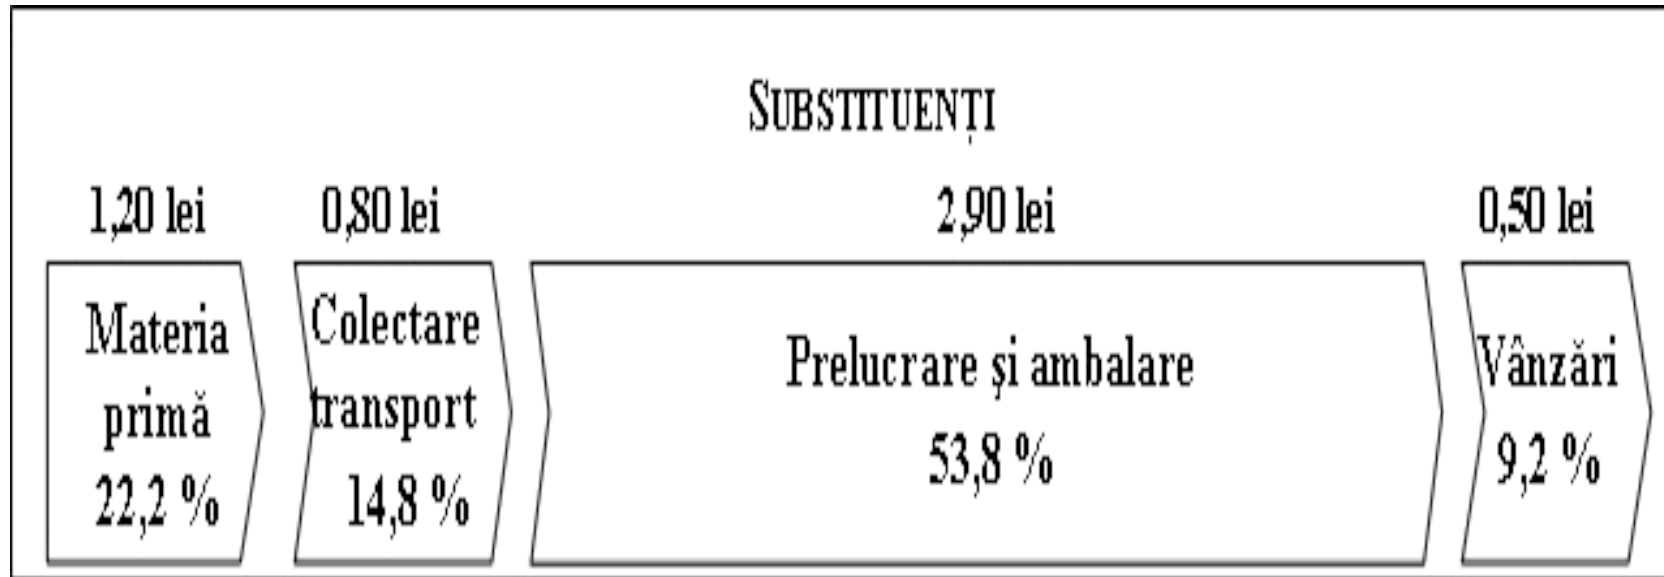 SUBSTITUENȚI
1,20 lei
0,80 lei
2,90 lei
0,50 lei
Materia
primă
22,2 %
Colectare
transport
14,8 %
Prelucrare și ambalare
53,8 %
Vânzări
9,2 %